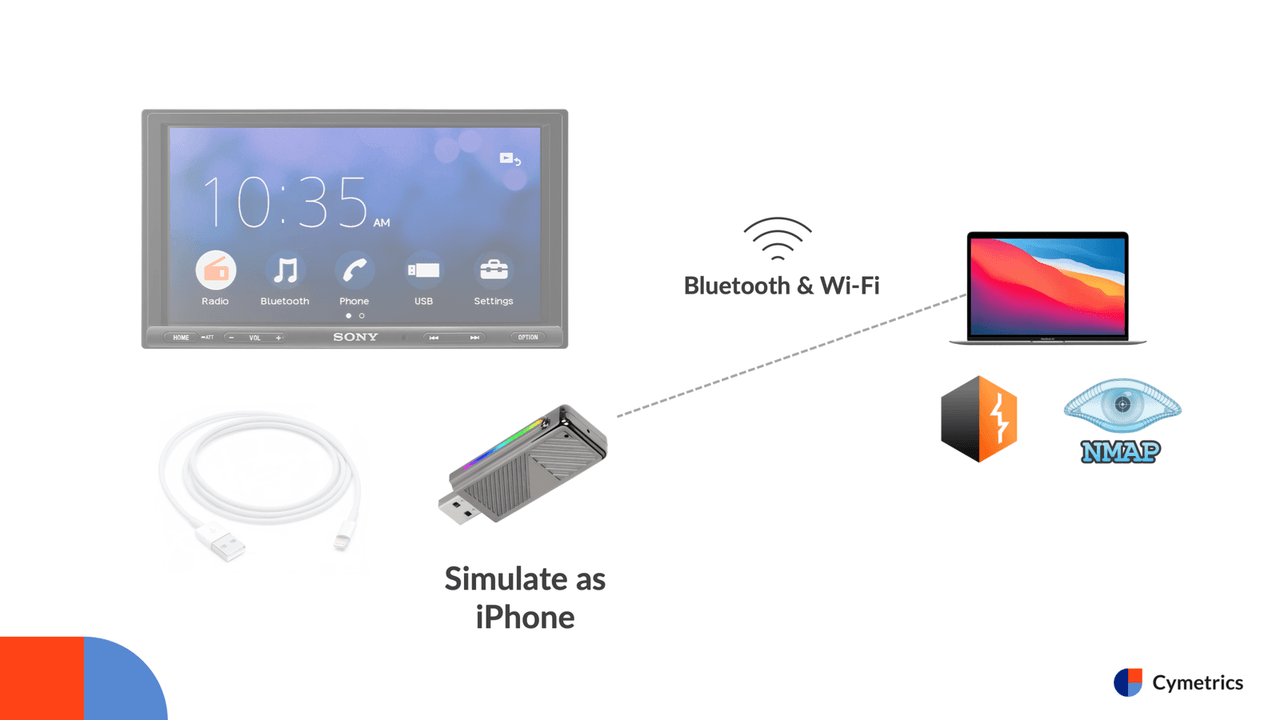 10:35 AM
Radio
Bluetooth
Phone
USB
Settings
HOME
ATT
− VOL +
SONY
OPTION
Bluetooth & Wi-Fi
NMAP
Simulate as
iPhone
Cymetrics